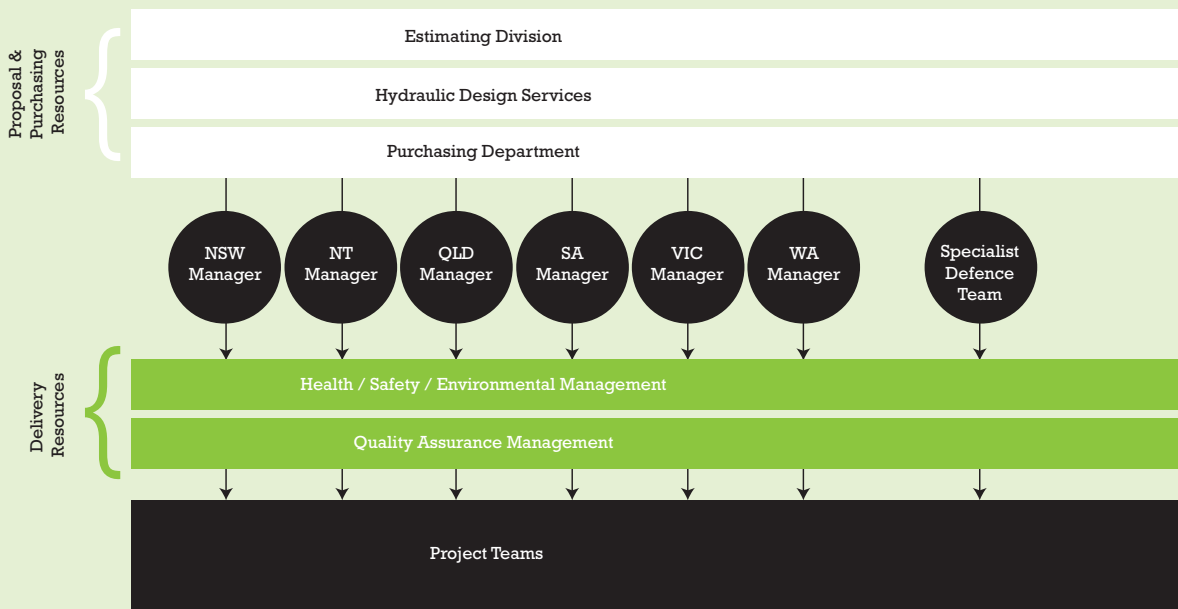 Proposal &
Purchasing
Resources
Estimating Division
Hydraulic Design Services
Purchasing Department
NSW
Manager
NT
Manager
QLD
Manager
SA
Manager
VIC
Manager
WA
Manager
Specialist
Defence
Team
Delivery
Resources
Health / Safety / Environmental Management
Quality Assurance Management
Project Teams